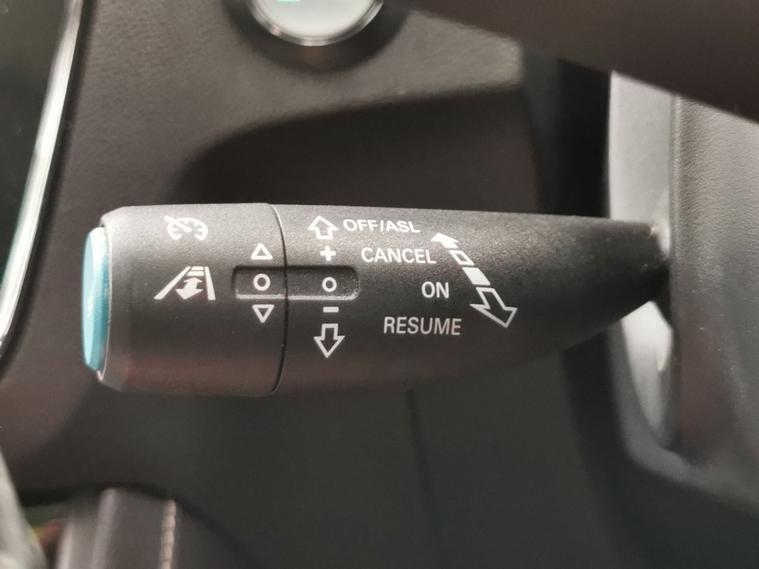 OFF/ASL
+ CANCEL
O O ON
- RESUME